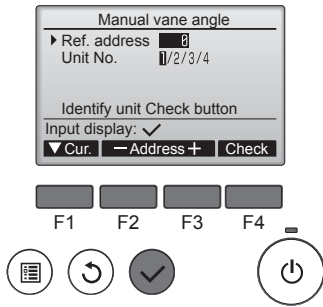 Manual vane angle
Ref. address 0
Unit No. 1/2/3/4
Identify unit Check button
Input display: ✓
▼Cur. −Address+ Check
F1 F2 F3 F4